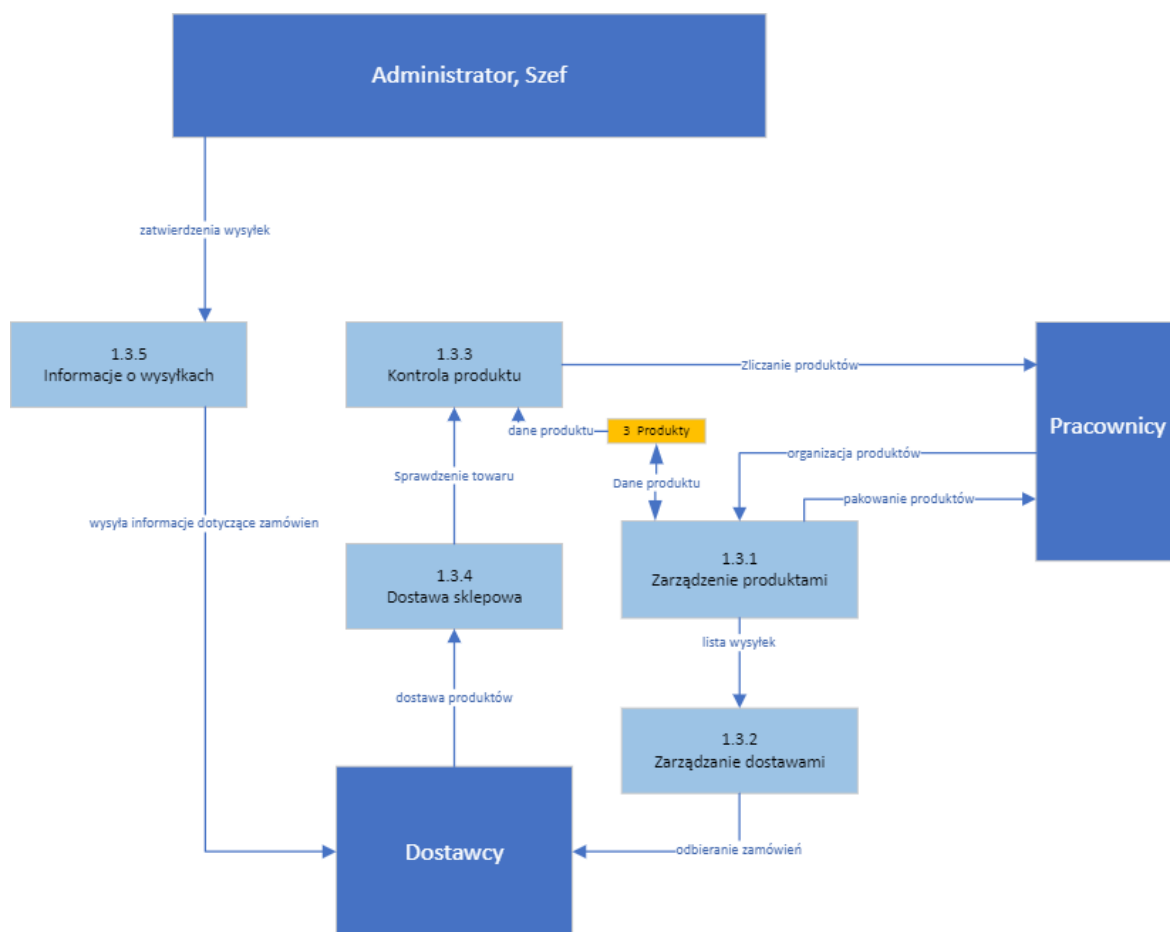 Administrator, Szef
zatwierdzenia wysyłek
1.3.5
Informacje o wysyłkach
1.3.3
Kontrola produktu
Zliczanie produktów
Pracownicy
dane produktu
3 Produkty
organizacja produktów
Sprawdzenie towaru
Dane produktu
pakowanie produktów
wysyła informacje dotyczące zamówien
1.3.4
Dostawa sklepowa
1.3.1
Zarządzenie produktami
lista wysyłek
dostawa produktów
1.3.2
Zarządzanie dostawami
Dostawcy
odbieranie zamówień